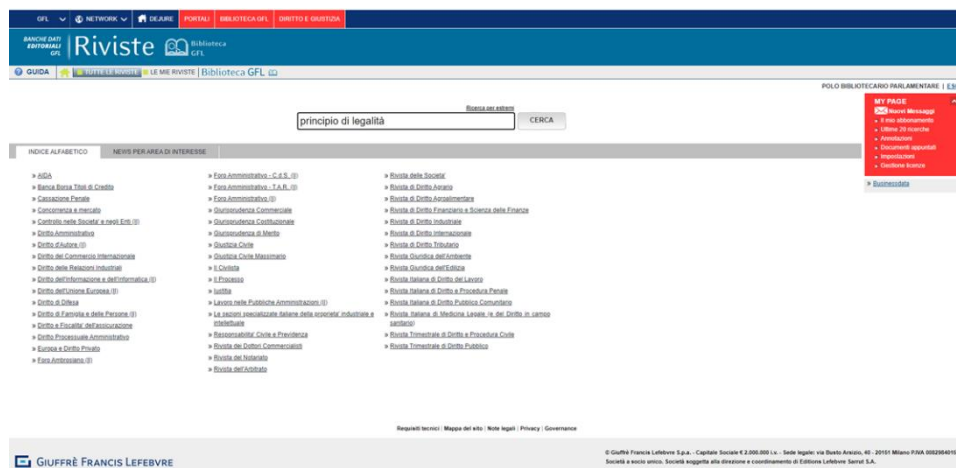 GFL NETWORK DEJURE PORTALI BIBLIOTECA GFL DIRITTO E GIUSTIZIA
BANCHE DATI EDITORIALI GFL Riviste Biblioteca GFL
GUIDA TUTTE LE RIVISTE LE MIE RIVISTE Biblioteca GFL
POLO BIBLIOTECARIO PARLAMENTARE |
Ricerca per estremi
principio di legalità CERCA
MY PAGE
Nuovi Messaggi
Il mio abbonamento
Ultime 20 ricerche
Annotazioni
Documenti appuntati
Impostazioni
Gestione licenze
» Businessdata
INDICE ALFABETICO NEWS PER AREA DI INTERESSE
» AIDA
» Banca Borsa Titoli di Credito
» Cassazione Penale
» Concorrenza e mercato
» Controllo nelle Societa' e negli Enti (II)
» Diritto Amministrativo
» Diritto d'Autore (II)
» Diritto del Commercio Internazionale
» Diritto delle Relazioni Industriali
» Diritto dell'Informazione e dell'Informatica (II)
» Diritto dell'Unione Europea (II)
» Diritto di Difesa
» Diritto di Famiglia e delle Persone (II)
» Diritto e Fiscalita' dell'assicurazione
» Diritto Processuale Amministrativo
» Europa e Diritto Privato
» Foro Ambrosiano (II)
» Foro Amministrativo - C.d.S. (II)
» Foro Amministrativo - T.A.R. (II)
» Foro Amministrativo (II)
» Giurisprudenza Commerciale
» Giurisprudenza Costituzionale
» Giurisprudenza di Merito
» Giustizia Civile
» Giustizia Civile Massimario
» Il Civilista
» Il Processo
» Iustitia
» Lavoro nelle Pubbliche Amministrazioni (II)
» Le sezioni specializzate italiane della proprieta' industriale e
intellettuale
» Responsabilita' Civile e Previdenza
» Rivista dei Dottori Commercialisti
» Rivista del Notariato
» Rivista dell'Arbitrato
» Rivista delle Societa'
» Rivista di Diritto Agrario
» Rivista di Diritto Agroalimentare
» Rivista di Diritto Finanziario e Scienza delle Finanze
» Rivista di Diritto Industriale
» Rivista di Diritto Internazionale
» Rivista di Diritto Tributario
» Rivista Giuridica dell'Ambiente
» Rivista Giuridica dell'Edilizia
» Rivista Italiana di Diritto del Lavoro
» Rivista Italiana di Diritto e Procedura Penale
» Rivista Italiana di Diritto Pubblico Comunitario
» Rivista Italiana di Medicina Legale (e del Diritto in campo
sanitario)
» Rivista Trimestrale di Diritto e Procedura Civile
» Rivista Trimestrale di Diritto Pubblico
Requisiti tecnici | Mappa del sito | Note legali | Privacy | Governance
GIUFFRÈ FRANCIS LEFEBVRE
© Giuffrè Francis Lefebvre S.p.a. - Capitale Sociale € 2.000.000 i.v. - Sede legale: via Busto Arsizio, 40 - 20151 Milano P.IVA
Società a socio unico. Società soggetta alla direzione e coordinamento di Editions Lefebvre Sarrut S.A.